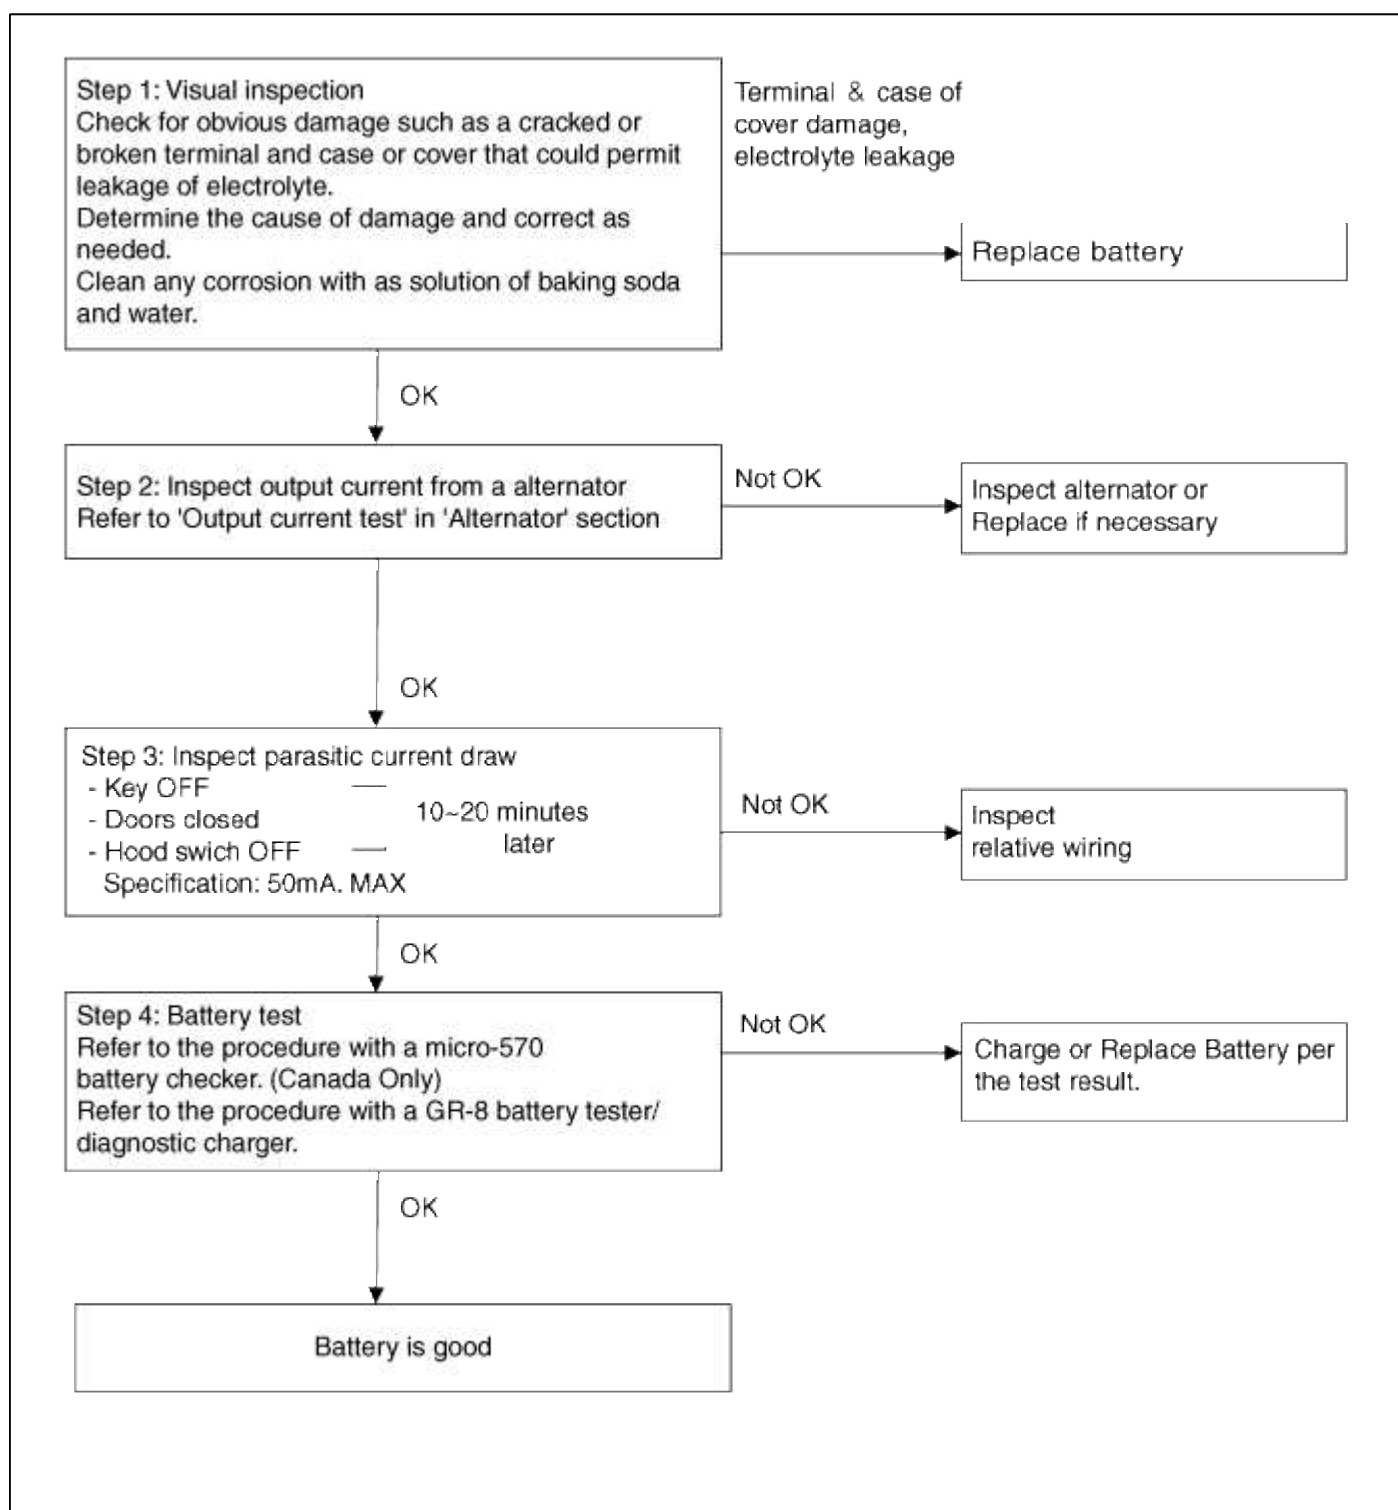 Step 1: Visual inspection
Check for obvious damage such as a cracked or
broken terminal and case or cover that could permit
leakage of electrolyte.
Determine the cause of damage and correct as
needed.
Clean any corrosion with as solution of baking soda
and water.
Terminal & case of
cover damage,
electrolyte leakage
Replace battery
OK
Step 2: Inspect output current from a alternator
Refer to 'Output current test' in 'Alternator' section
Not OK
Inspect alternator or
Replace if necessary
OK
Step 3: Inspect parasitic current draw
- Key OFF
- Doors closed
- Hood swich OFF
10~20 minutes
later
Specification: 50mA. MAX
Not OK
Inspect
relative wiring
OK
Step 4: Battery test
Refer to the procedure with a micro-570
battery checker. (Canada Only)
Refer to the procedure with a GR-8 battery tester/
diagnostic charger.
Not OK
Charge or Replace Battery per
the test result.
OK
Battery is good